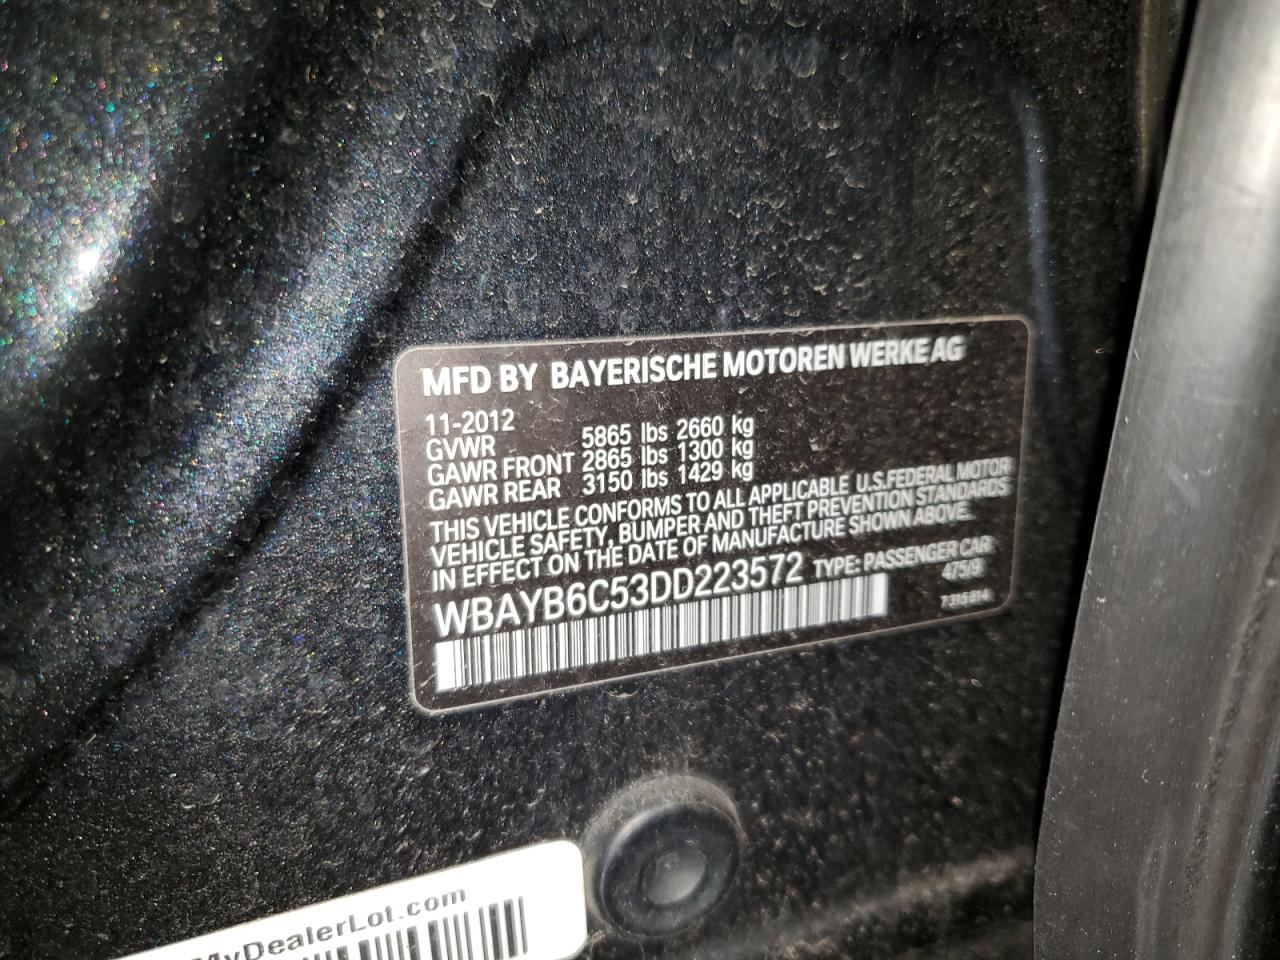 MFD BY BAYERISCHE MOTOREN WERKE AG
11-2012
GVWR 5865 lbs 2660 kg
GAWR FRONT 2865 lbs 1300 kg
GAWR REAR 3150 lbs 1429 kg
THIS VEHICLE CONFORMS TO ALL APPLICABLE U.S.FEDERAL MOTOR
VEHICLE SAFETY, BUMPER AND THEFT PREVENTION STANDARDS
IN EFFECT ON THE DATE OF MANUFACTURE SHOWN ABOVE.
WBAYB6C53DD223572 TYPE: PASSENGER CAR
475/9
7315814
MyDealerLot.com